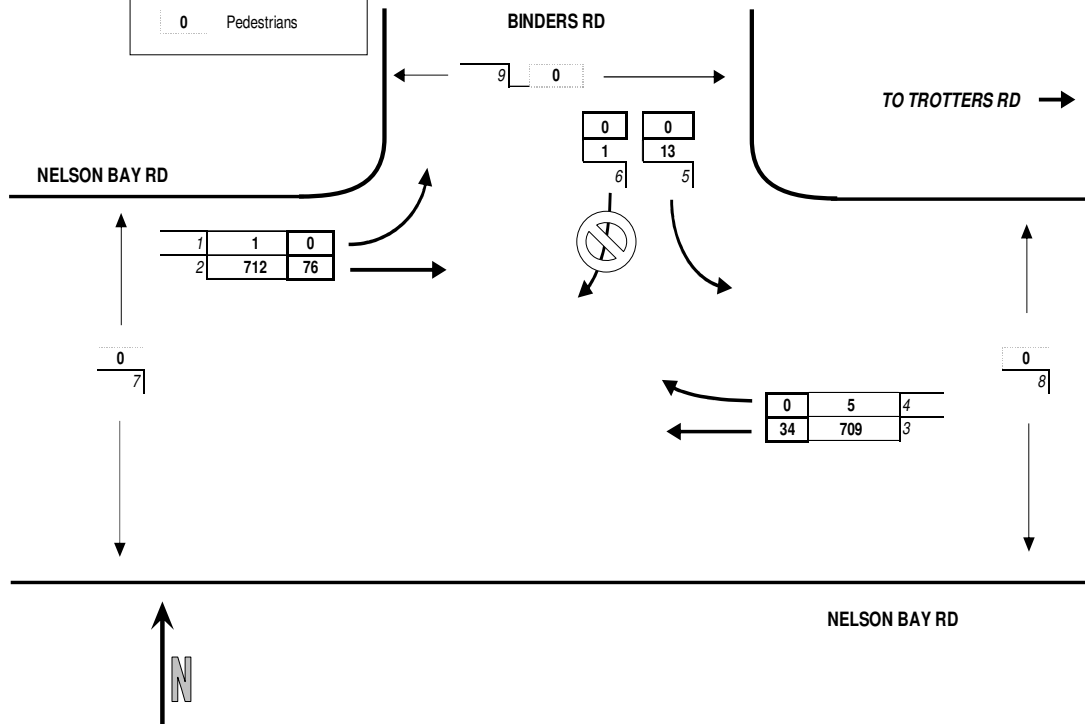 0 Pedestrians
BINDERS RD
9 0
TO TROTTERS RD
0 0
1 13
6 5
NELSON BAY RD
1 1 0
2 712 76
0
7
0
8
0 5 4
34 709 3
NELSON BAY RD
N